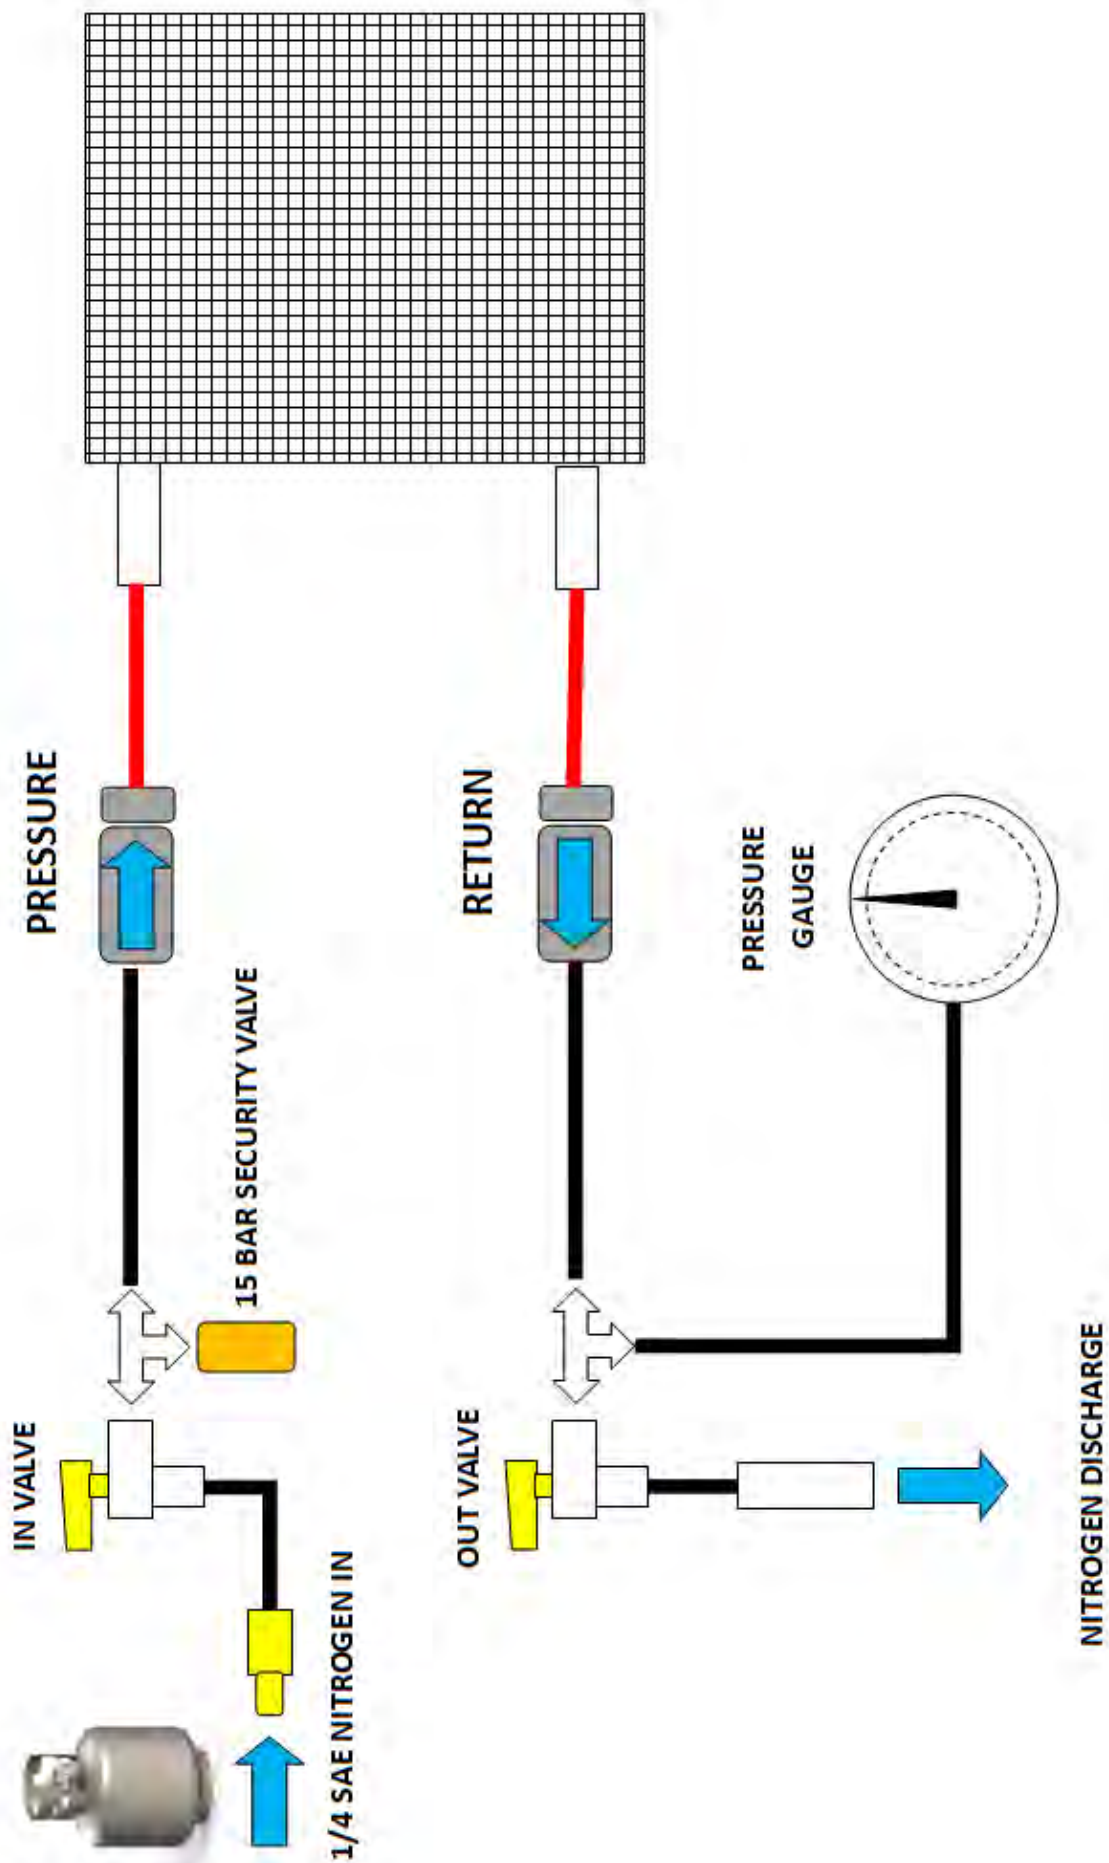 IN VALVE
PRESSURE
15 BAR SECURITY VALVE
1/4 SAE NITROGEN IN
OUT VALVE
RETURN
PRESSURE
GAUGE
NITROGEN DISCHARGE